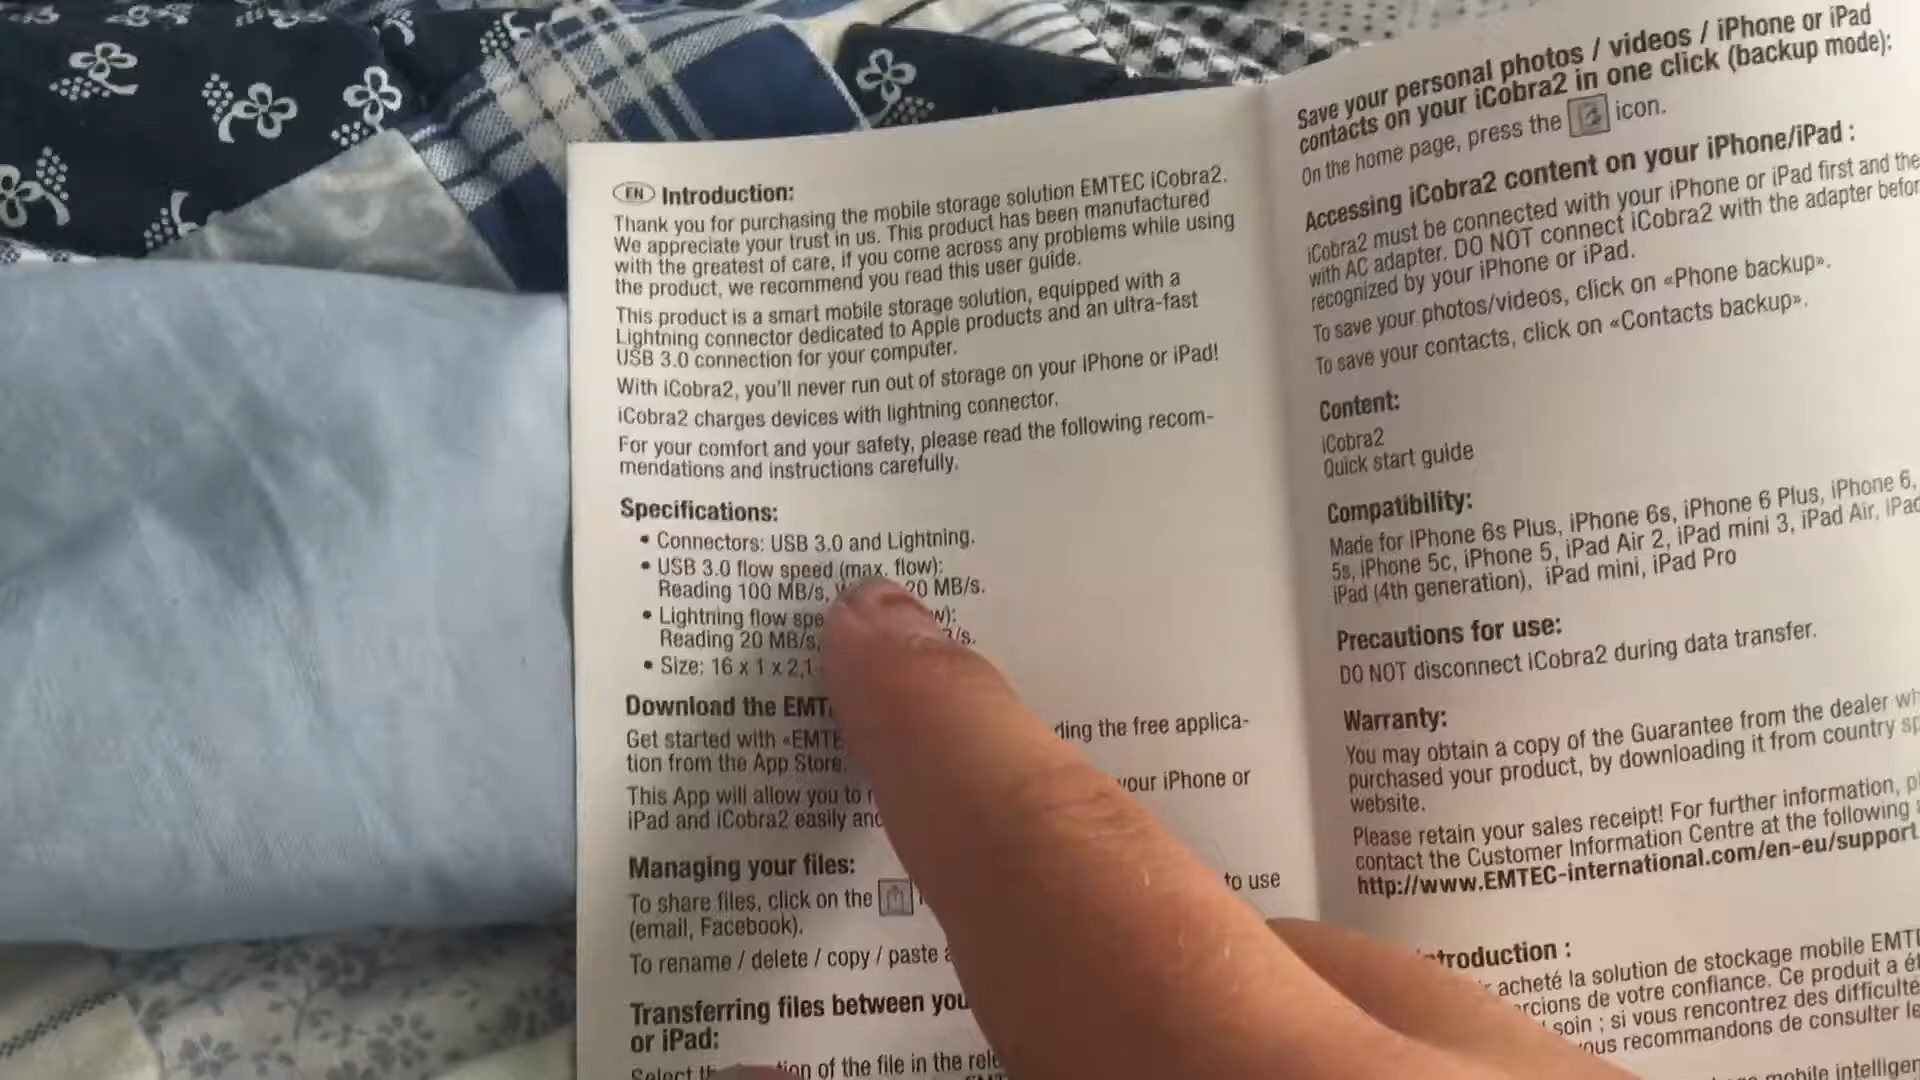 EN Introduction:
Thank you for purchasing the mobile storage solution EMTEC iCobra2.
We appreciate your trust in us. This product has been manufactured
with the greatest of care, if you come across any problems while using
the product, we recommend you read this user guide.
This product is a smart mobile storage solution, equipped with a
Lightning connector dedicated to Apple products and an ultra-fast
USB 3.0 connection for your computer.
With iCobra2, you'll never run out of storage on your iPhone or iPad!
iCobra2 charges devices with lightning connector.
For your comfort and your safety, please read the following recom-
mendations and instructions carefully.
Specifications:
• Connectors: USB 3.0 and Lightning.
• USB 3.0 flow speed (max. flow):
Reading 100 MB/s, 20 MB/s.
• Lightning flow
Reading 20 MB/s,
• Size: 16 x 1 x 2,1
Download the
Get started with the free applica-
tion from the App Store.
This App will allow you to your iPhone or
iPad and iCobra2 easily
Managing your files:
To share files, click on the to use
(email, Facebook).
To rename / delete / copy / paste
Transferring files between
or iPad:
of the file in the
Save your personal photos / videos / iPhone or iPad
contacts on your iCobra2 in one click (backup mode):
On the home page, press the icon.
Accessing iCobra2 content on your iPhone/iPad :
iCobra2 must be connected with your iPhone or iPad first and
with AC adapter. DO NOT connect iCobra2 with the adapter
recognized by your iPhone or iPad.
To save your photos/videos, click on «Phone backup».
To save your contacts, click on «Contacts backup».
Content:
iCobra2
Quick start guide
Compatibility:
Made for iPhone 6s Plus, iPhone 6s, iPhone 6 Plus, iPhone 6,
5s, iPhone 5c, iPhone 5, iPad Air 2, iPad mini 3, iPad Air,
iPad (4th generation), iPad mini, iPad Pro
Precautions for use:
DO NOT disconnect iCobra2 during data transfer.
Warranty:
You may obtain a copy of the Guarantee from the dealer
purchased your product, by downloading it from country
website.
Please retain your sales receipt! For further information,
contact the Customer Information Centre at the following
http://www.EMTEC-international.com/en-eu/support
acheté la solution de stockage mobile
de votre confiance. Ce produit a
soin ; si vous rencontrez des
recommandons de consulter
mobile